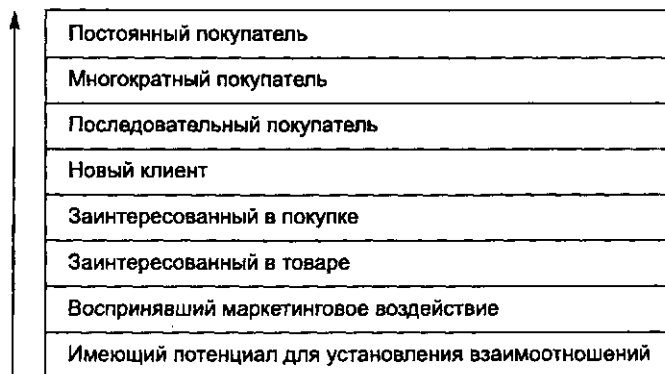 Постоянный покупатель
Многократный покупатель
Последовательный покупатель
Новый клиент
Заинтересованный в покупке
Заинтересованный в товаре
Воспринявший маркетинговое воздействие
Имеющий потенциал для установления взаимоотношений